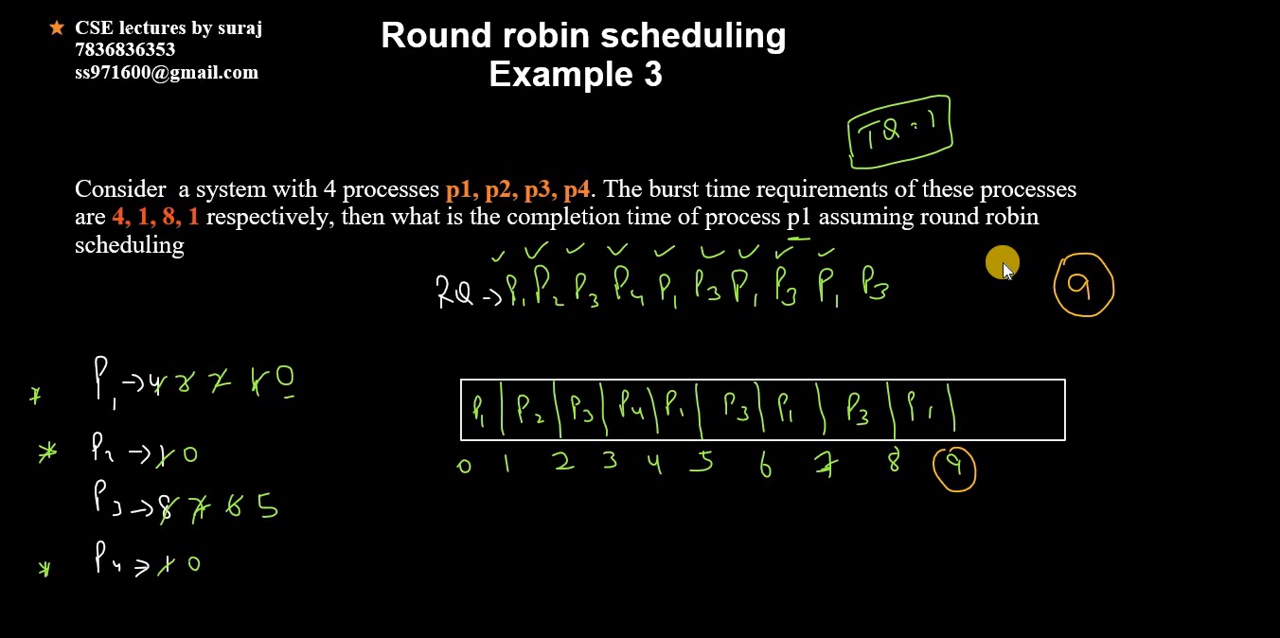 CSE lectures by suraj
7836836353
ss971600@gmail.com
Round robin scheduling
Example 3
TQ = 1
Consider a system with 4 processes p1, p2, p3, p4. The burst time requirements of these processes
are 4, 1, 8, 1 respectively, then what is the completion time of process p1 assuming round robin
scheduling
RQ → P1 P2 P3 P4 P1 P3 P1 P3 P1 P3
9
P1 → 4 3 2 1 0
P2 → 1 0
P3 → 8 7 6 5
P4 → 1 0
P1 | P2 | P3 | P4 | P1 | P3 | P1 | P3 | P1 |
0 1 2 3 4 5 6 7 8 9